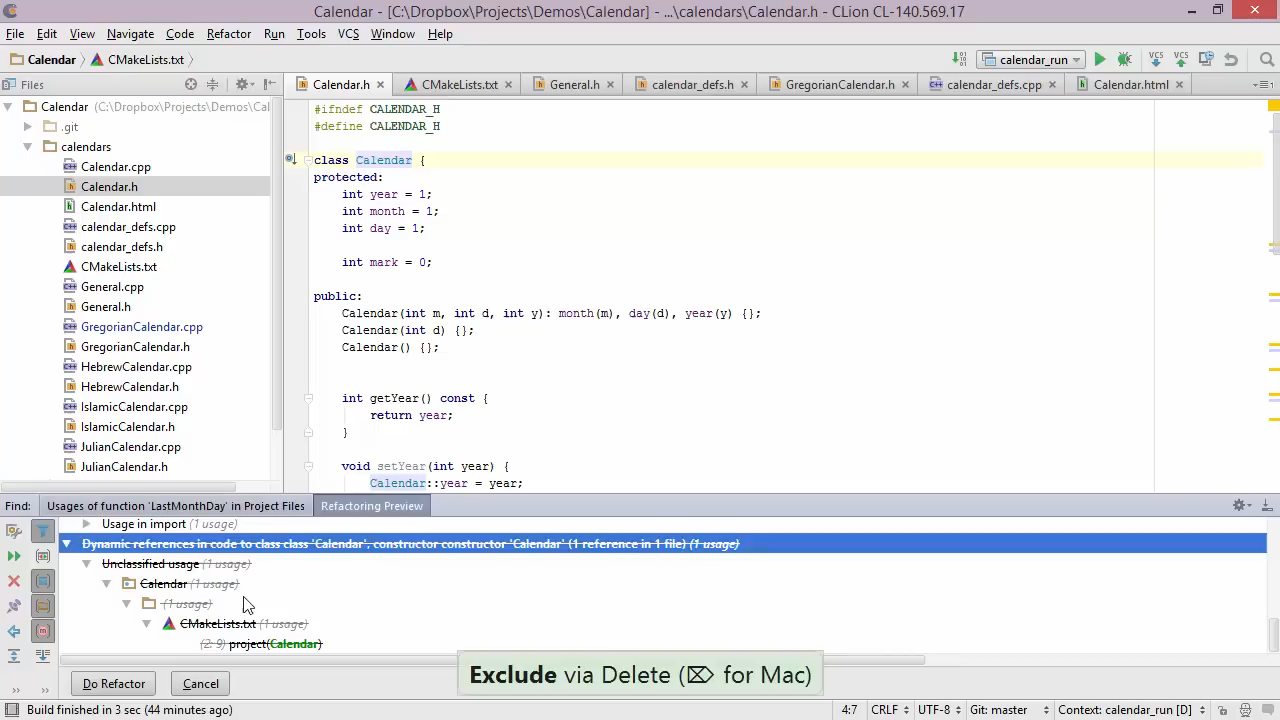 Calendar - [C:\Dropbox\Projects\Demos\Calendar] - ...\calendars\Calendar.h - CLion CL-140.569.17
File Edit View Navigate Code Refactor Run Tools VCS Window Help
Calendar CMakeLists.txt calendar_run VCS VCS
Files
Calendar.h CMakeLists.txt General.h calendar_defs.h GregorianCalendar.h calendar_defs.cpp Calendar.html
Calendar (C:\Dropbox\Projects\Demos\Cal
.git
calendars
Calendar.cpp
Calendar.h
Calendar.html
calendar_defs.cpp
calendar_defs.h
CMakeLists.txt
General.cpp
General.h
GregorianCalendar.cpp
GregorianCalendar.h
HebrewCalendar.cpp
HebrewCalendar.h
IslamicCalendar.cpp
IslamicCalendar.h
JulianCalendar.cpp
JulianCalendar.h
#ifndef CALENDAR_H
#define CALENDAR_H
class Calendar {
protected:
int year = 1;
int month = 1;
int day = 1;
int mark = 0;
public:
Calendar(int m, int d, int y): month(m), day(d), year(y) {};
Calendar(int d) {};
Calendar() {};
int getYear() const {
return year;
}
void setYear(int year) {
Calendar::year = year;
Find: Usages of function 'LastMonthDay' in Project Files Refactoring Preview
Usage in import (1 usage)
Dynamic references in code to class class 'Calendar', constructor constructor 'Calendar' (1 reference in 1 file) (1 usage)
Unclassified usage (1 usage)
Calendar (1 usage)
(1 usage)
CMakeLists.txt (1 usage)
(2: 9) project(Calendar)
Do Refactor Cancel
Exclude via Delete (⌦ for Mac)
Build finished in 3 sec (44 minutes ago) 4:7 CRLF UTF-8 Git: master Context: calendar_run [D]